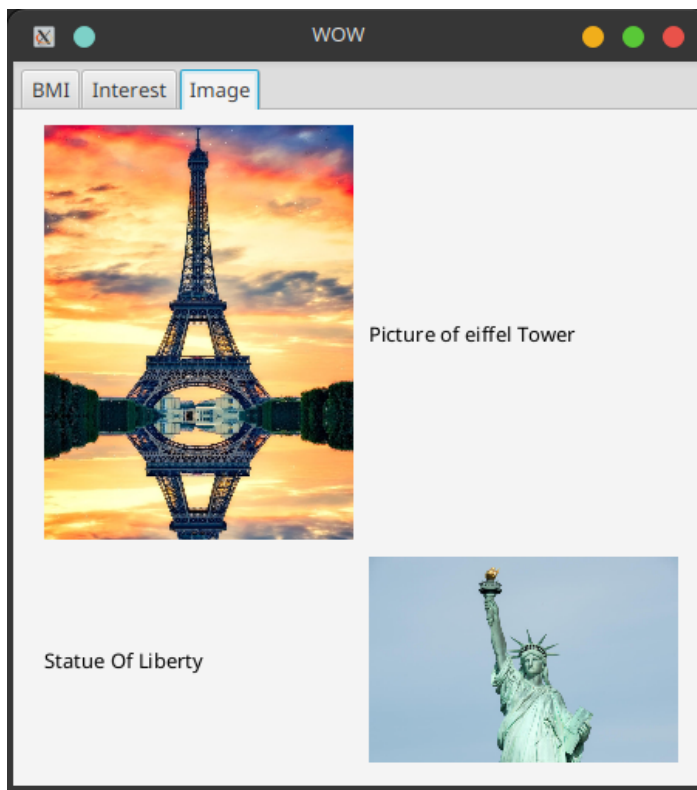 WOW
BMI Interest Image
Picture of eiffel Tower
Statue Of Liberty